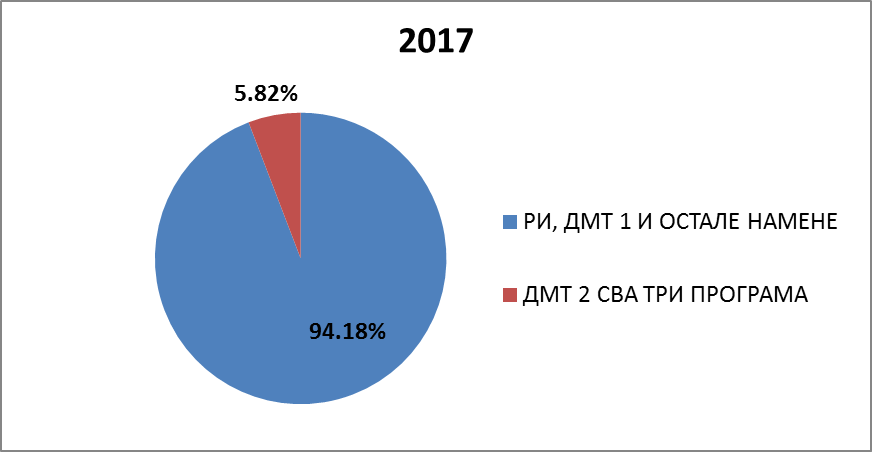 2017
5.82%
РИ, ДМТ 1 И ОСТАЛЕ НАМЕНЕ
ДМТ 2 СВА ТРИ ПРОГРАМА
94.18%